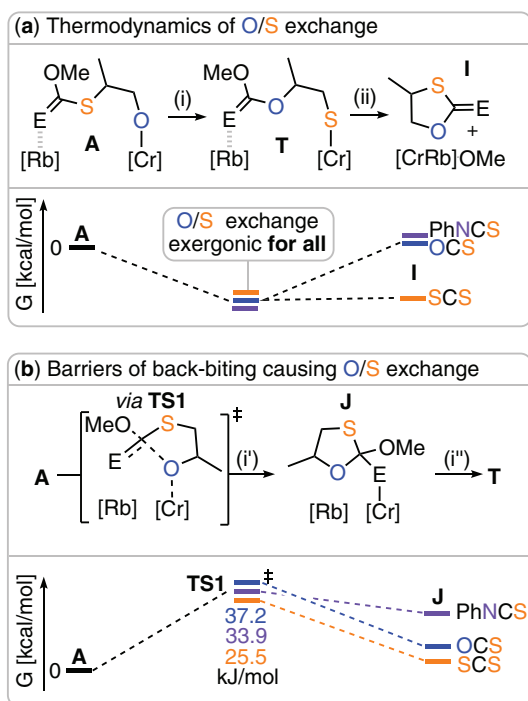 (a) Thermodynamics of O/S exchange
OMe
E
S
O
[Rb]
A
[Cr]
(i)
OMe
E
O
S
[Rb]
T
[Cr]
(ii)
I
S
E
O
+
[CrRb]OMe
G [kcal/mol]
0
A
O/S exchange
exergonic for all
PhNCS
OCS
I
SCS
(b) Barriers of back-biting causing O/S exchange
via TS1
‡
MeO
S
E
O
A
[Rb]
[Cr]
(i')
J
S
OMe
O
E
[Rb]
[Cr]
(i'')
T
G [kcal/mol]
0
A
TS1
‡
37.2
33.9
25.5
kJ/mol
J
PhNCS
OCS
SCS